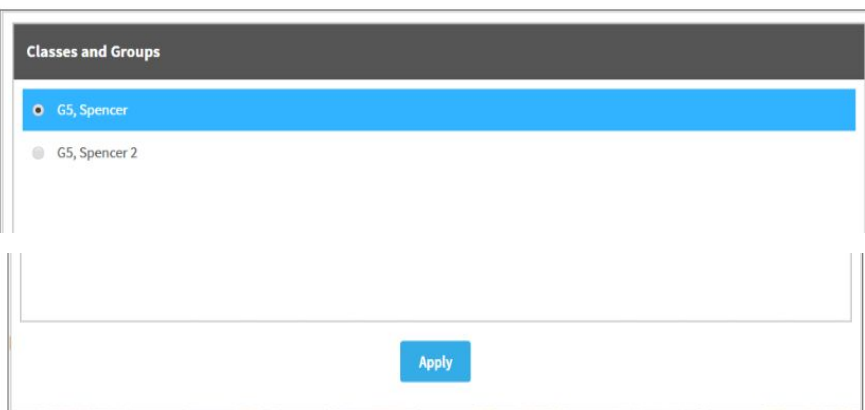 Classes and Groups
G5, Spencer
G5, Spencer 2
Apply